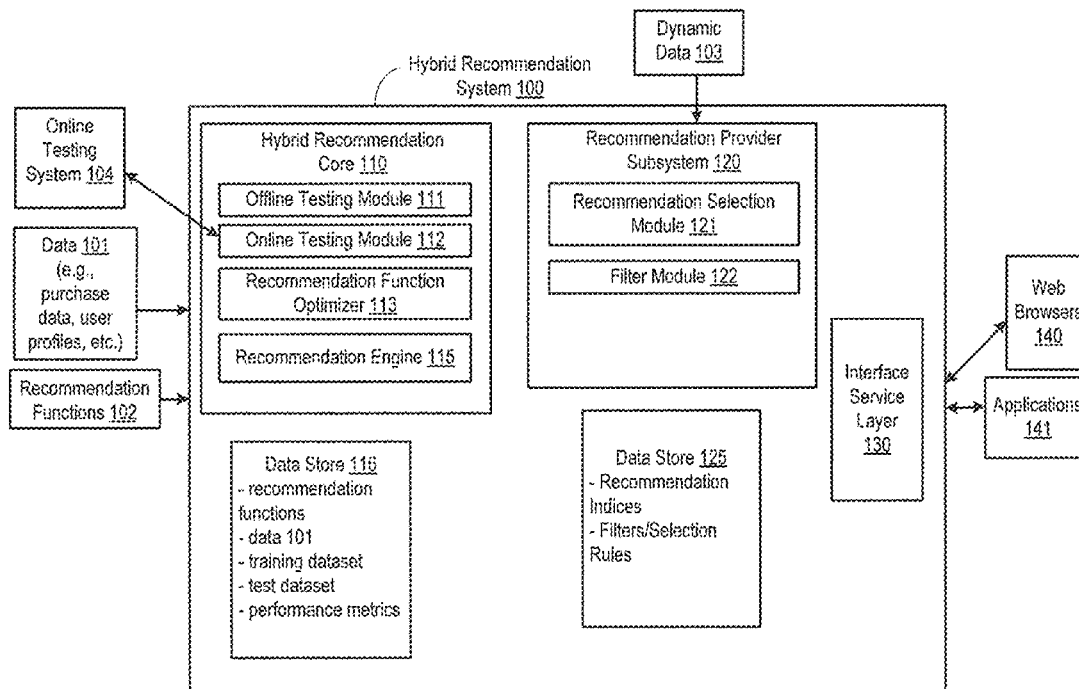 Dynamic
Data 103
Hybrid Recommendation
System 100
Online
Testing
System 104
Data 101
(e.g.,
purchase
data, user
profiles, etc.)
Recommendation
Functions 102
Hybrid Recommendation
Core 110
Offline Testing Module 111
Online Testing Module 112
Recommendation Function
Optimizer 113
Recommendation Engine 115
Recommendation Provider
Subsystem 120
Recommendation Selection
Module 121
Filter Module 122
Interface
Service
Layer
130
Web
Browsers
140
Applications
141
Data Store 116
- recommendation
functions
- data 101
- training dataset
- test dataset
- performance metrics
Data Store 125
- Recommendation
Indices
- Filters/Selection
Rules